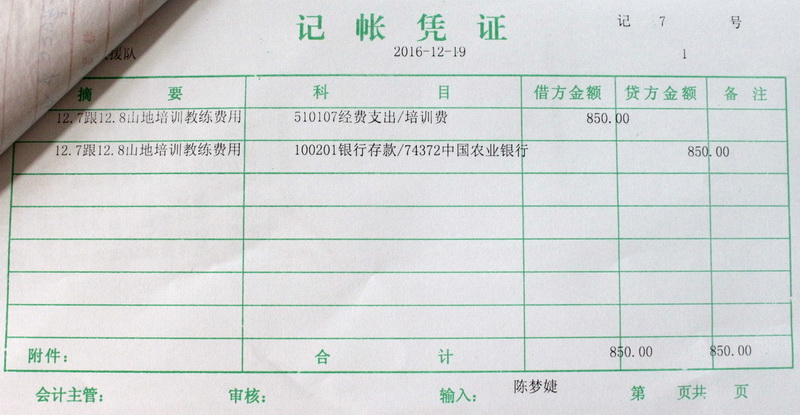 记帐凭证
记 7 号
援队 2016-12-19 1
摘要 科目 借方金额 贷方金额 备注
12.7跟12.8山地培训教练费用 510107经费支出/培训费 850.00
12.7跟12.8山地培训教练费用 100201银行存款/74372中国农业银行 850.00
附件: 合计 850.00 850.00
会计主管: 审核: 输入: 陈梦婕 第 页共 页